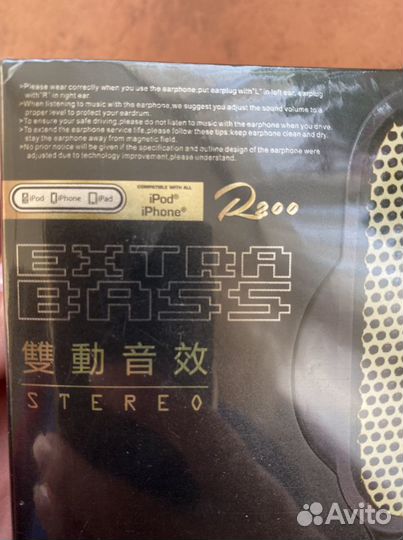 >Please wear correctly when you use the earphone:put earplug with"L" in left ear, earplug
with"R" in right ear.
>When listening to music with the earphone,we suggest you adjust the sound volume to a
proper level to protect your eardrum.
>To ensure your safe driving,please do not listen to music with the earphone when you drive.
>To extend the earphone service life,please follow these tips:keep earphone clean and dry,
stay the earphone away from magnetic field.
>No prior notice will be given if the specification and outline design of the earphone were
adjusted due to technology improvement,please understand.
iPod iPhone iPad
COMPATIBLE WITH ALL
iPod®
iPhone®
R300
EXTRA
BASS
雙動音效
STEREO
Avito